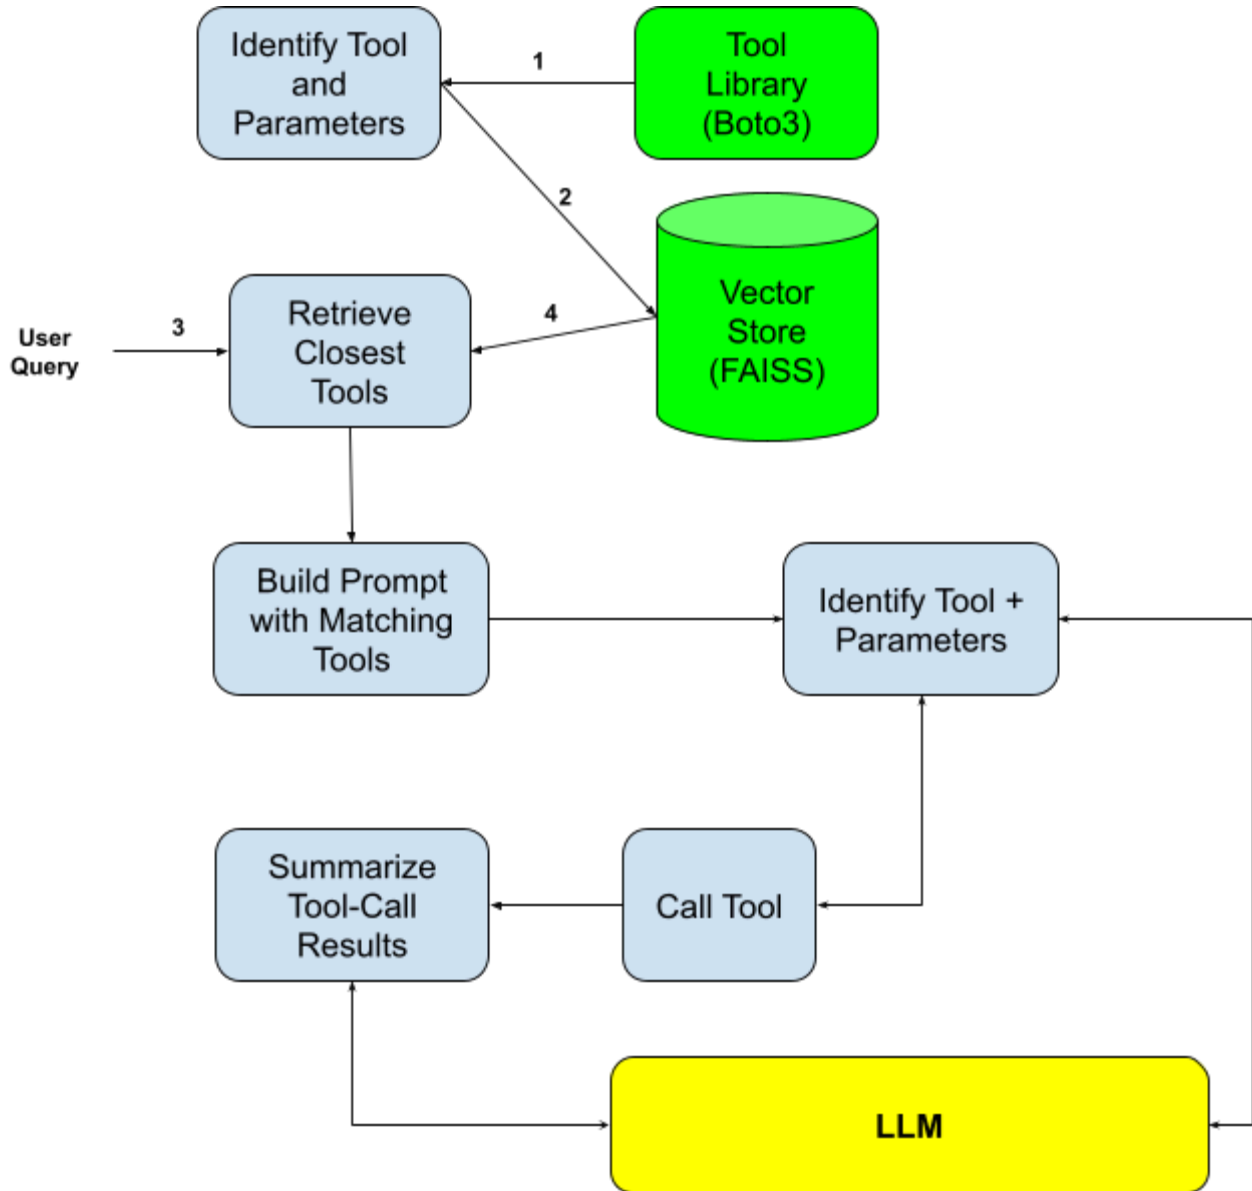 Identify Tool
and
Parameters
1
Tool
Library
(Boto3)
2
Vector
Store
(FAISS)
User
Query
3
Retrieve
Closest
Tools
4
Build Prompt
with Matching
Tools
Identify Tool +
Parameters
Summarize
Tool-Call
Results
Call Tool
LLM